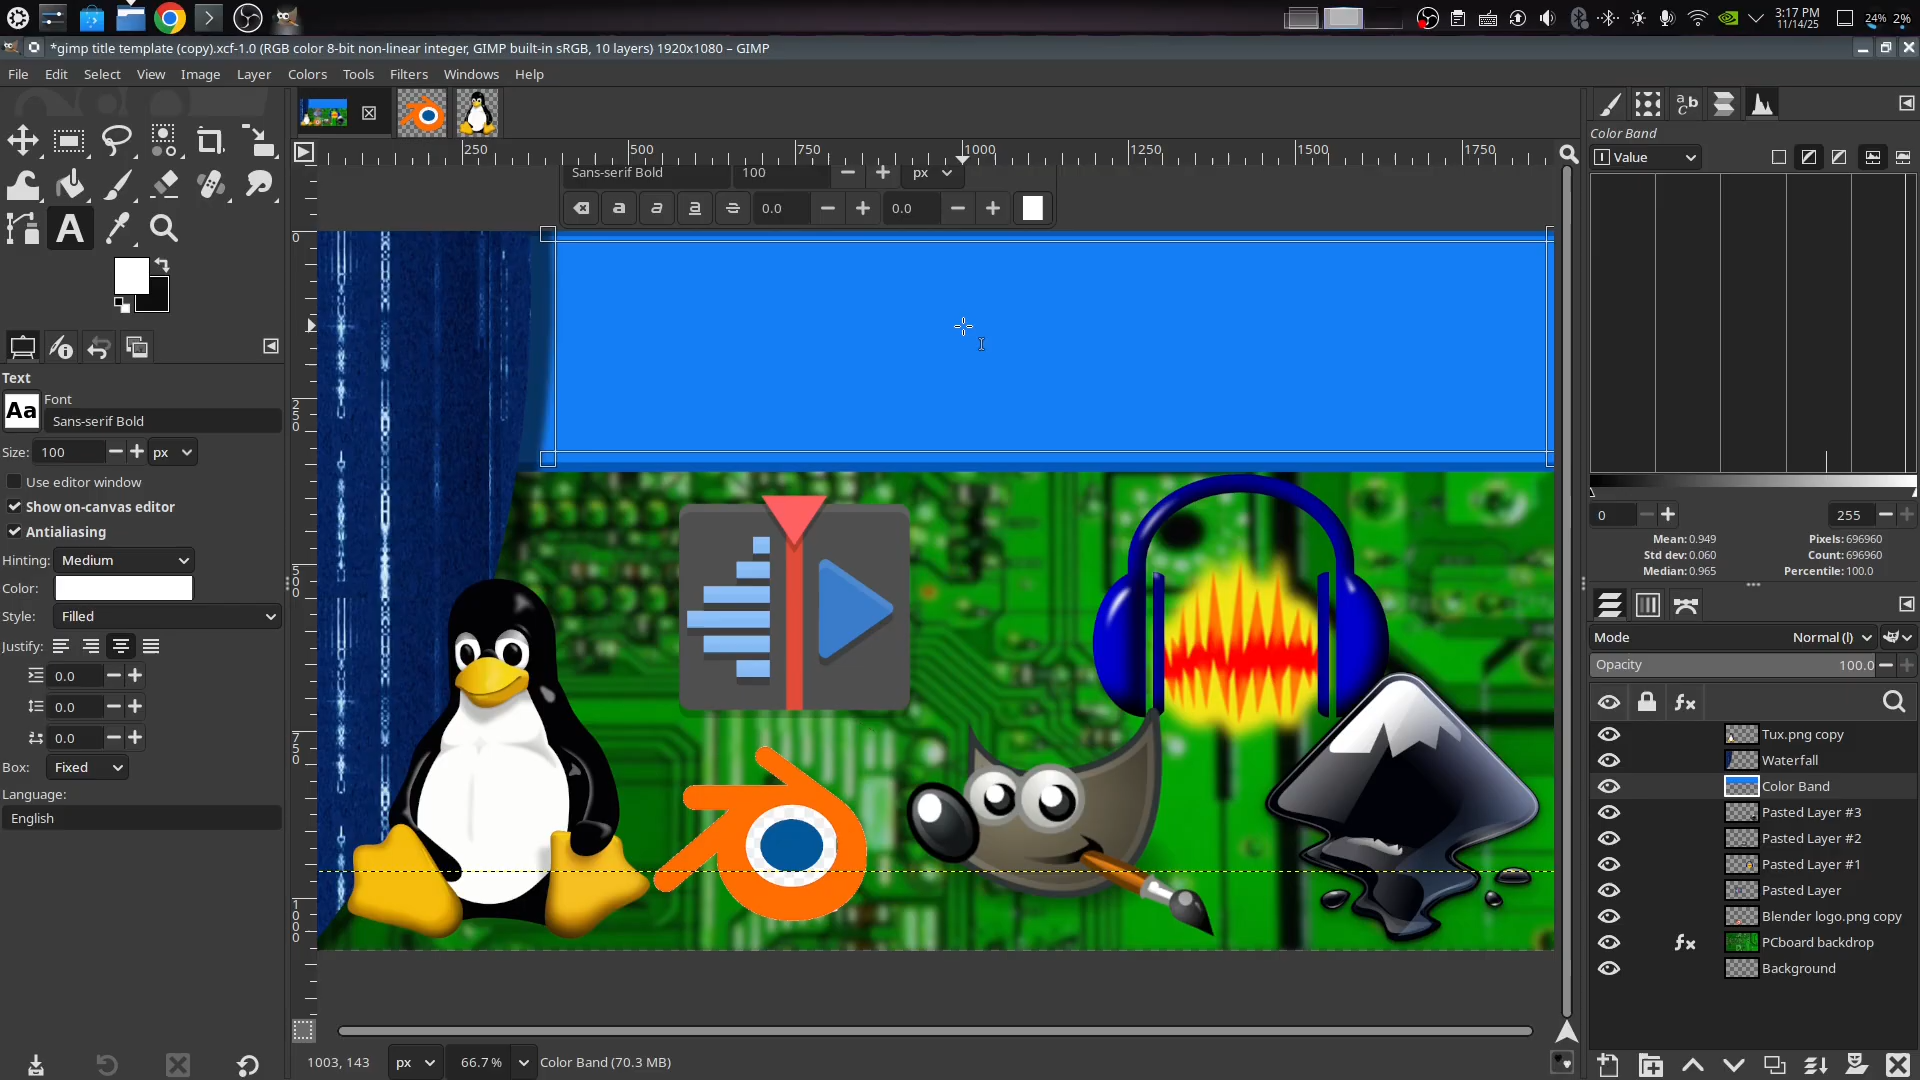 3:17 PM
11/14/25
24% 2%
*gimp title template (copy).xcf-1.0 (RGB color 8-bit non-linear integer, GIMP built-in sRGB, 10 layers) 1920x1080 – GIMP
File Edit Select View Image Layer Colors Tools Filters Windows Help
250 500 750 1000 1250 1500 1750
Sans-serif Bold 100 px
a a a a 0.0 0.0
0
250
500
750
1000
A
Text
Aa
Font
Sans-serif Bold
Size: 100 px
Use editor window
Show on-canvas editor
Antialiasing
Hinting: Medium
Color:
Style: Filled
Justify:
0.0
0.0
0.0
Box: Fixed
Language:
English
1003, 143 px 66.7 % Color Band (70.3 MB)
Color Band
Value
0 255
Mean: 0.949 Pixels: 696960
Std dev: 0.060 Count: 696960
Median: 0.965 Percentile: 100.0
Mode Normal (l)
Opacity 100.0
fx
Tux.png copy
Waterfall
Color Band
Pasted Layer #3
Pasted Layer #2
Pasted Layer #1
Pasted Layer
Blender logo.png copy
fx PCboard backdrop
Background